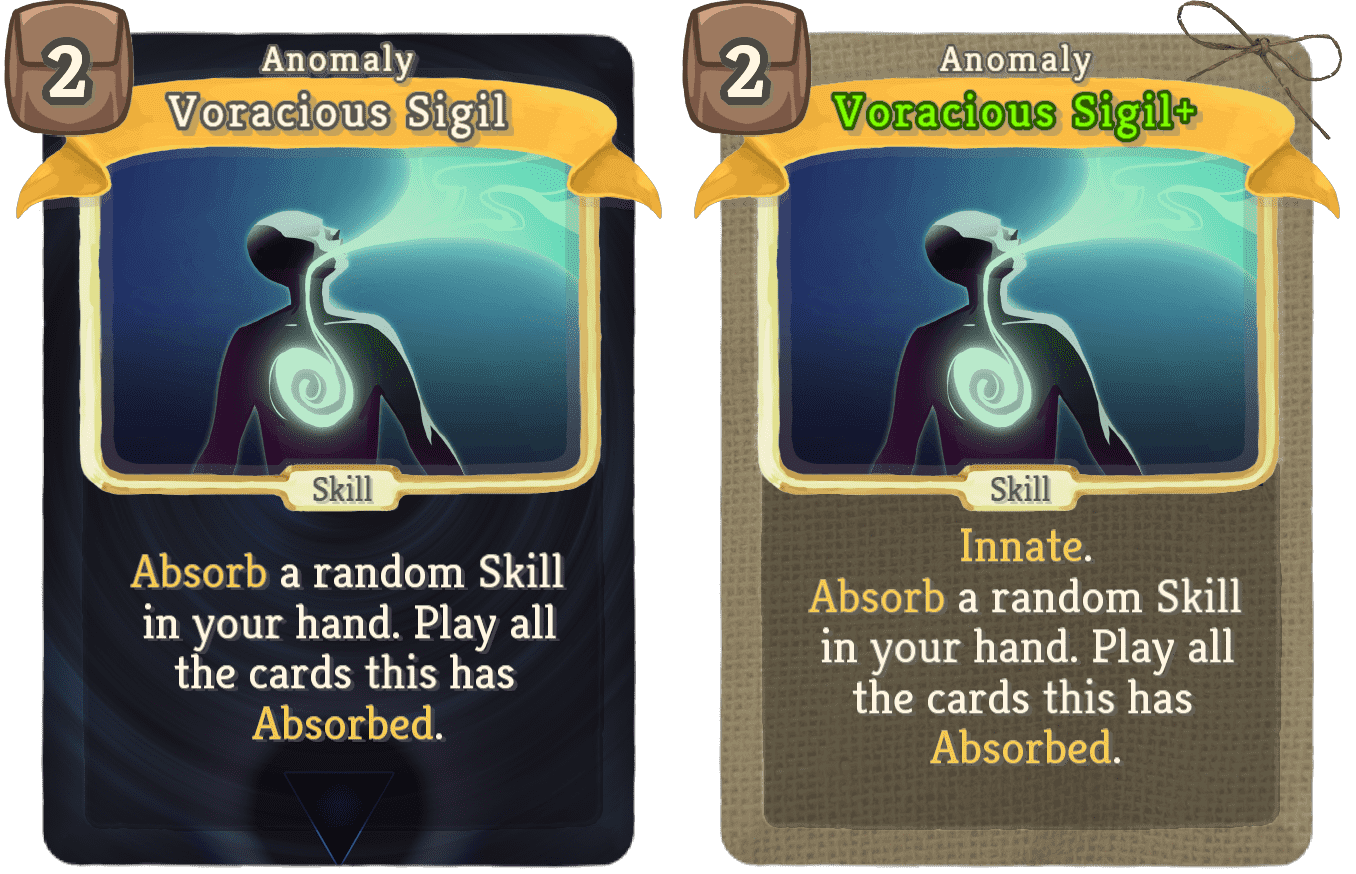 2
Anomaly
Voracious Sigil
Skill
Absorb a random Skill
in your hand. Play all
the cards this has
Absorbed.
2
Anomaly
Voracious Sigil+
Skill
Innate.
Absorb a random Skill
in your hand. Play all
the cards this has
Absorbed.